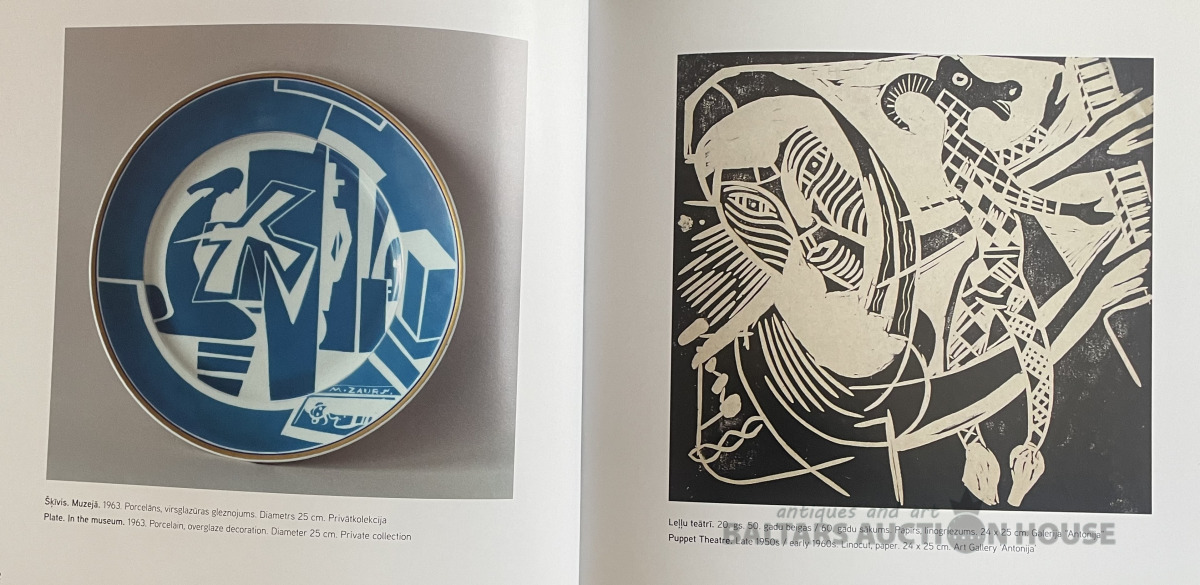 M. ZAURS
Šķīvis. Muzejā. 1963. Porcelāns, virsglazūras gleznojums. Diametrs 25 cm. Privātkolekcija
Plate. In the museum. 1963. Porcelain, overglaze decoration. Diameter 25 cm. Private collection
Leļļu teātrī. 20. gs. 50. gadu beigas / 60. gadu sākums. Papīrs, linogriezums. 24 x 25 cm. Galerija "Antonija"
Puppet Theatre. Late 1950s / early 1960s. Linocut, paper. 24 x 25 cm. Art Gallery "Antonija"
antiques and art
BALTARS AUCTION HOUSE